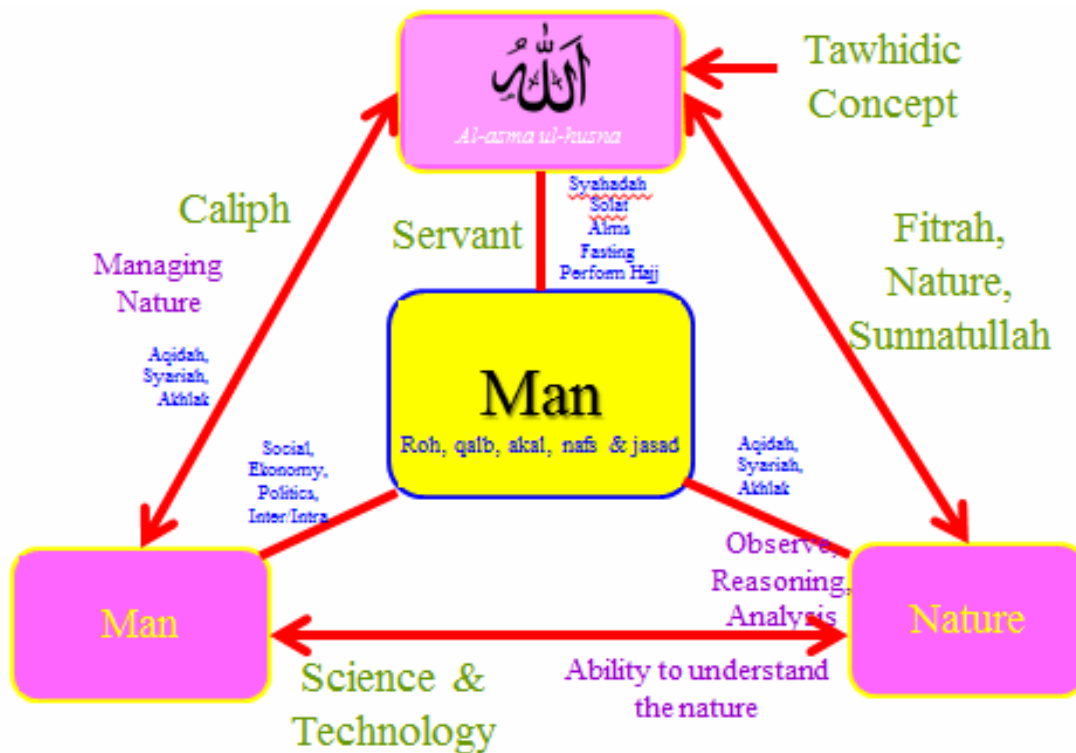 اَللّٰهُ
Al-asma ul-husna
Tawhidic
Concept
Caliph
Managing
Nature
Aqidah,
Syariah,
Akhlak
Servant
Syahadah
Solat
Alms
Fasting
Perform Hajj
Fitrah,
Nature,
Sunnatullah
Man
Roh, qalb, akal, nafs & jasad
Social,
Ekonomy,
Politics,
Inter/Intra
Aqidah,
Syariah,
Akhlak
Observe,
Reasoning,
Analysis
Man
Nature
Science &
Technology
Ability to understand
the nature